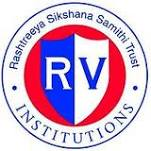 Rashtreeya Sikshana Samithi Trust
RV
• INSTITUTIONS •